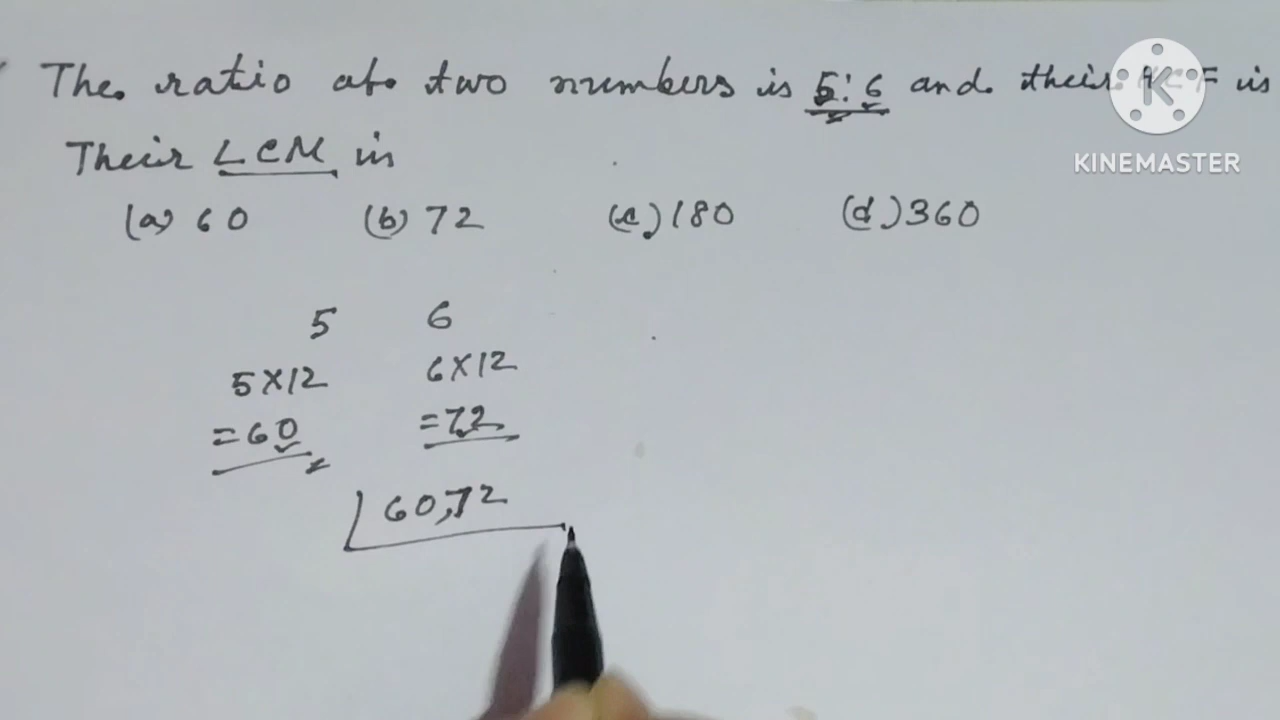 The ratio of two numbers is 5:6 and their F is
Their LCM is
(a) 60 (b) 72 (c) 180 (d) 360
5 6
5×12 6×12
=60 =72
60,72
KINEMASTER